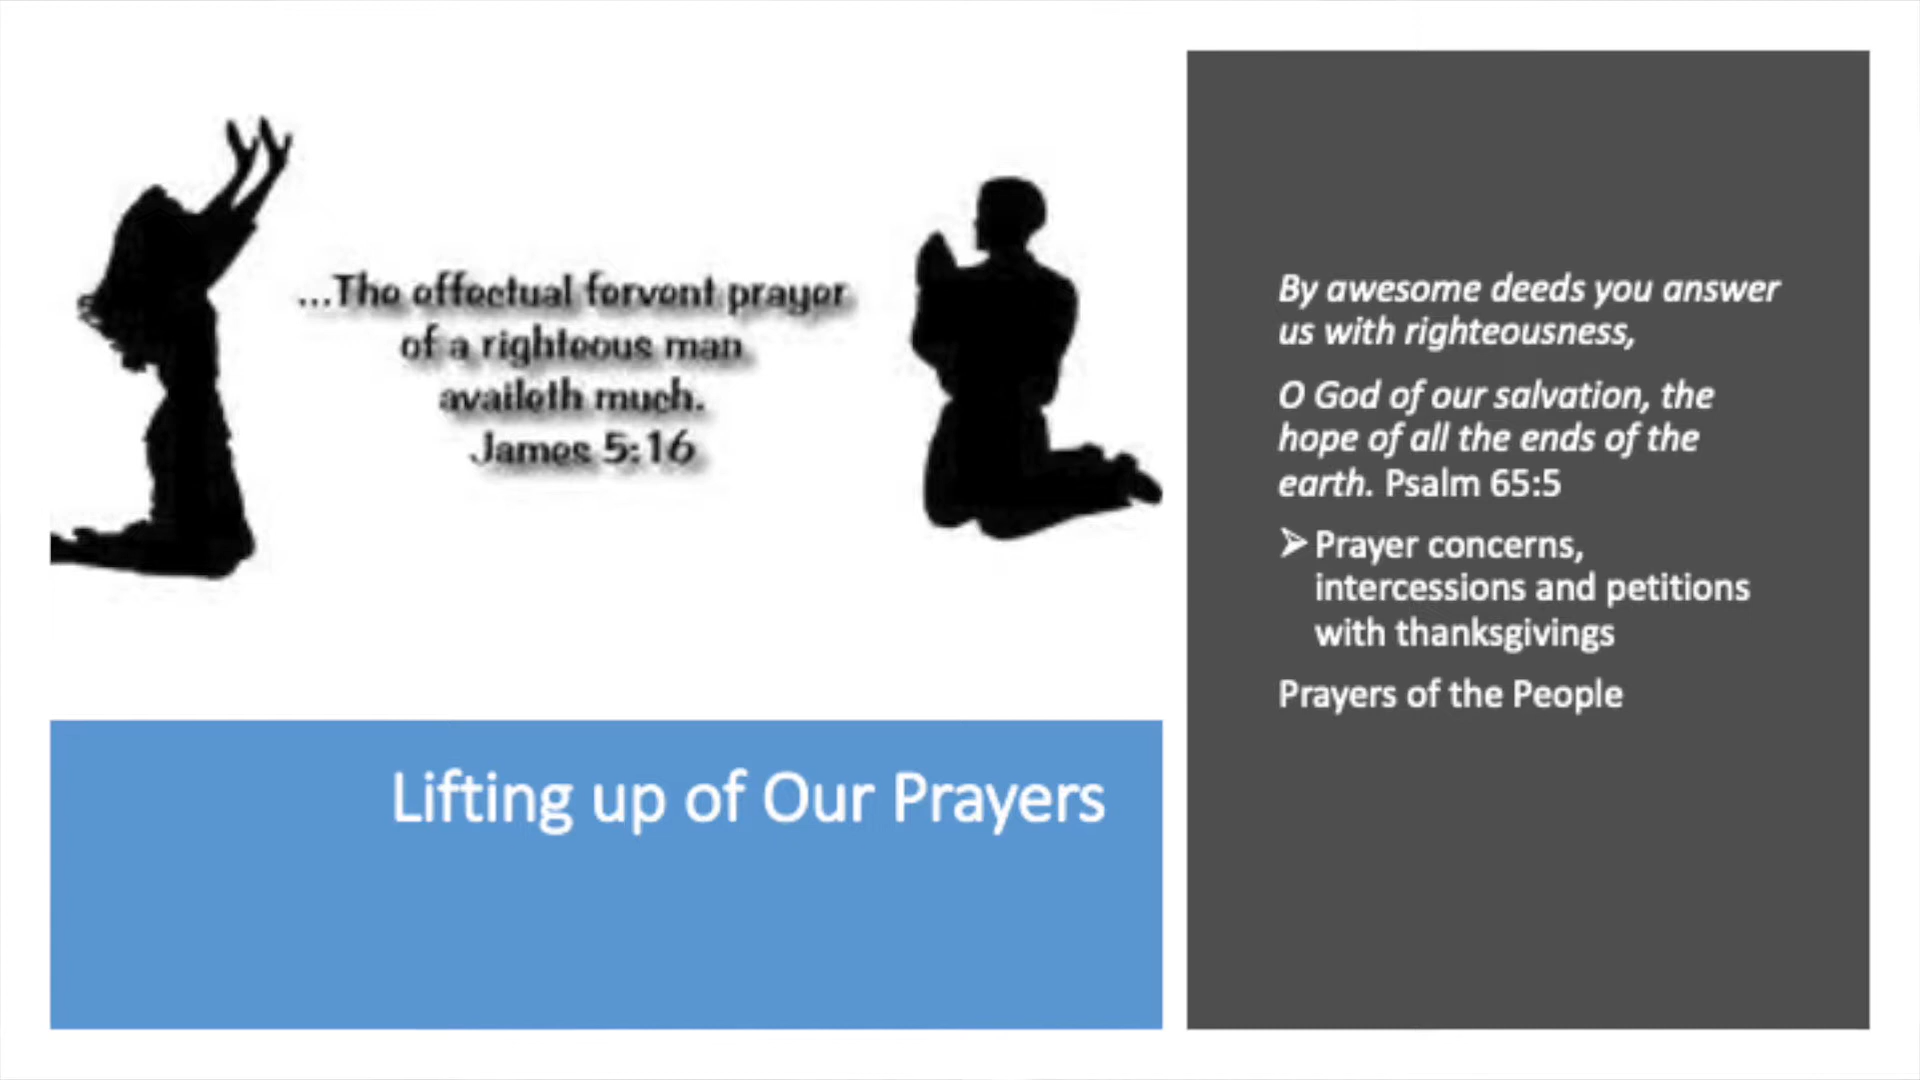 ...The effectual fervent prayer
of a righteous man
availeth much.
James 5:16
Lifting up of Our Prayers
By awesome deeds you answer
us with righteousness,
O God of our salvation, the
hope of all the ends of the
earth. Psalm 65:5
➢ Prayer concerns,
intercessions and petitions
with thanksgivings
Prayers of the People